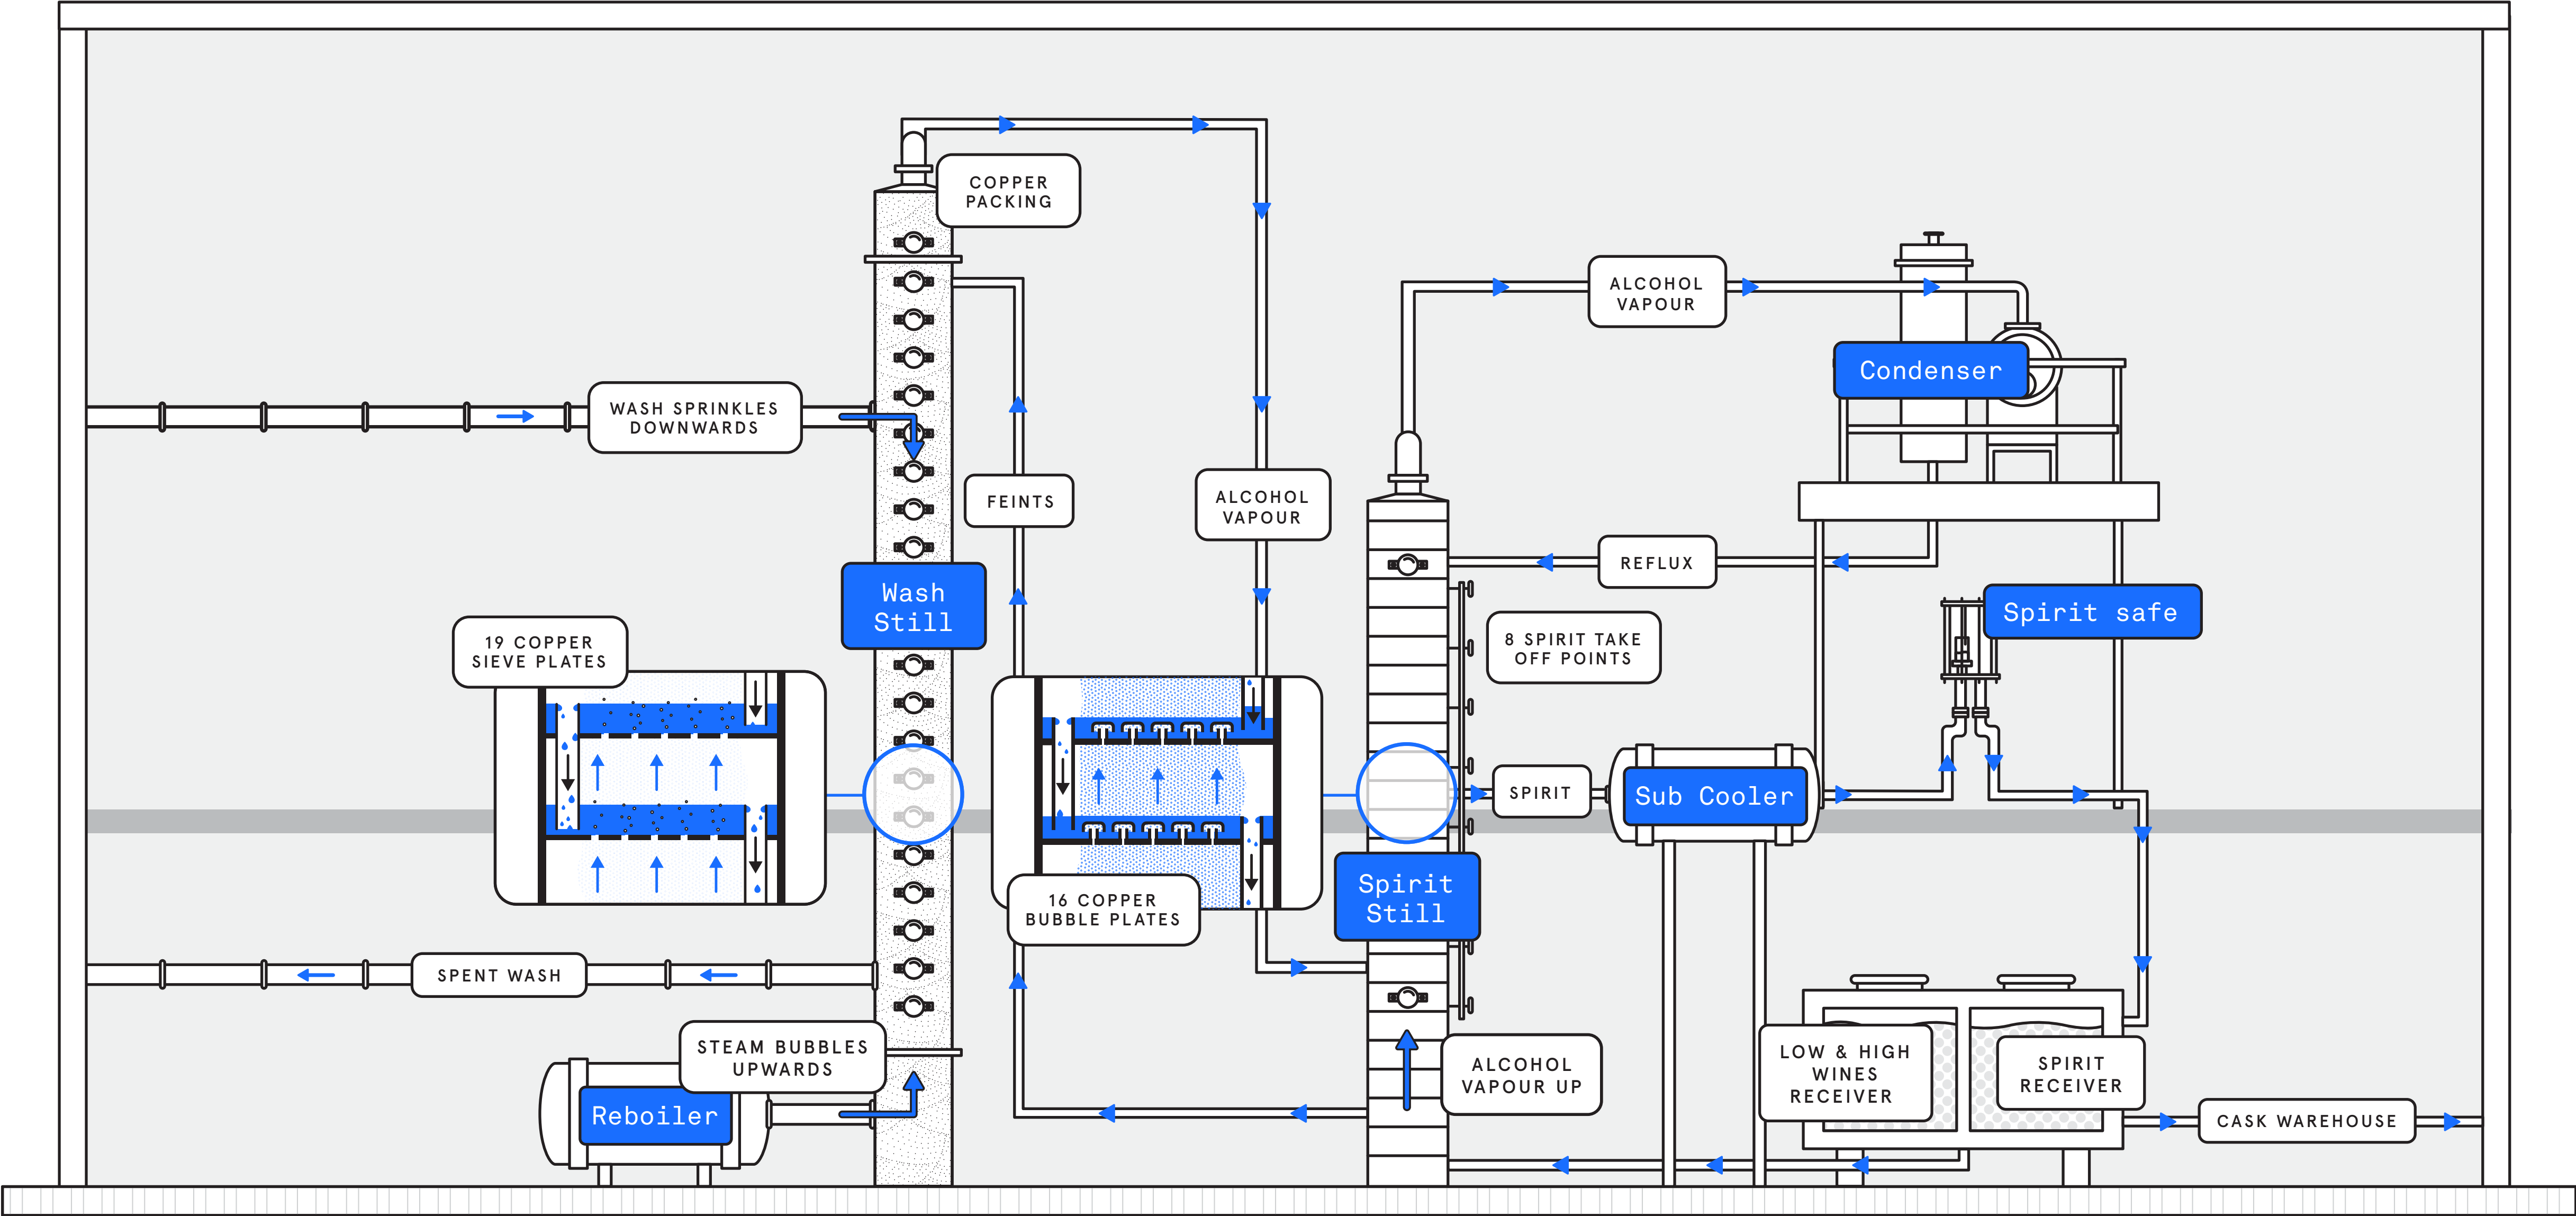 COPPER
PACKING
ALCOHOL
VAPOUR
Condenser
WASH SPRINKLES
DOWNWARDS
FEINTS
ALCOHOL
VAPOUR
REFLUX
Wash
Still
Spirit safe
19 COPPER
SIEVE PLATES
8 SPIRIT TAKE
OFF POINTS
SPIRIT
Sub Cooler
16 COPPER
BUBBLE PLATES
Spirit
Still
SPENT WASH
STEAM BUBBLES
UPWARDS
Reboiler
ALCOHOL
VAPOUR UP
LOW & HIGH
WINES
RECEIVER
SPIRIT
RECEIVER
CASK WAREHOUSE